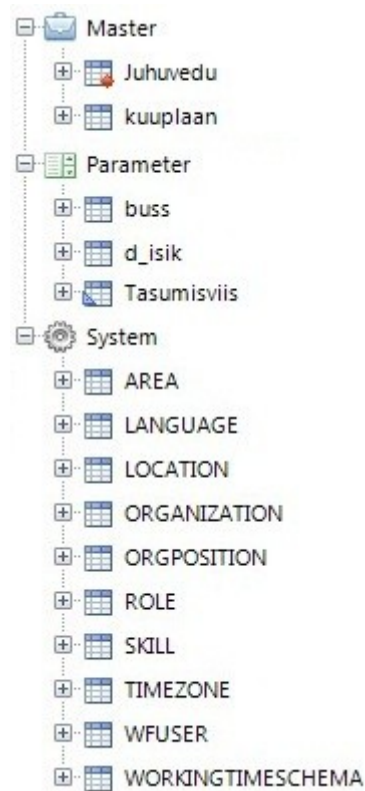 Master
Juhuvedu
kuuplaan
Parameter
buss
d_isik
Tasumisviis
System
AREA
LANGUAGE
LOCATION
ORGANIZATION
ORGPOSITION
ROLE
SKILL
TIMEZONE
WFUSER
WORKINGTIMESCHEMA